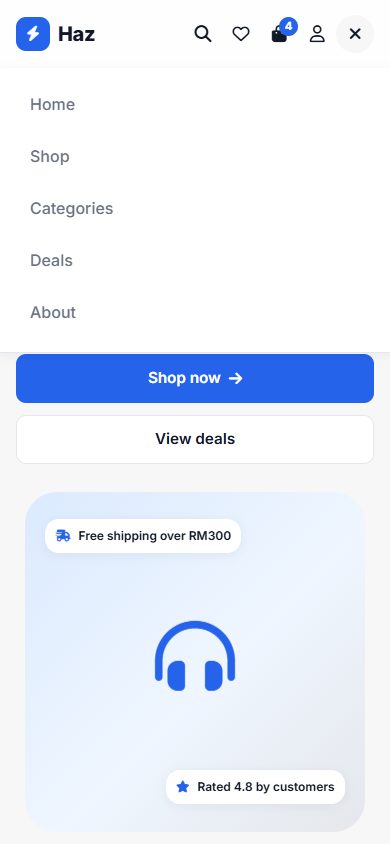 Haz
4
Home
Shop
Categories
Deals
About
Shop now
View deals
Free shipping over RM300
Rated 4.8 by customers